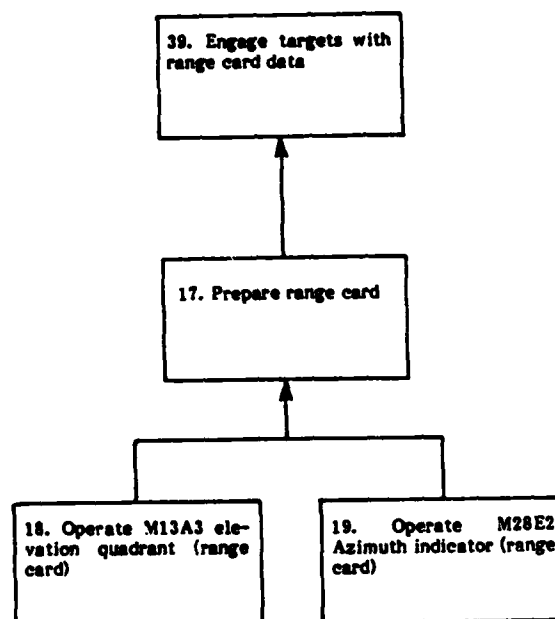 39. Engage targets with
range card data
17. Prepare range card
18. Operate M13A3 ele-
vation quadrant (range
card)
19. Operate M28E2
Azimuth indicator (range
card)